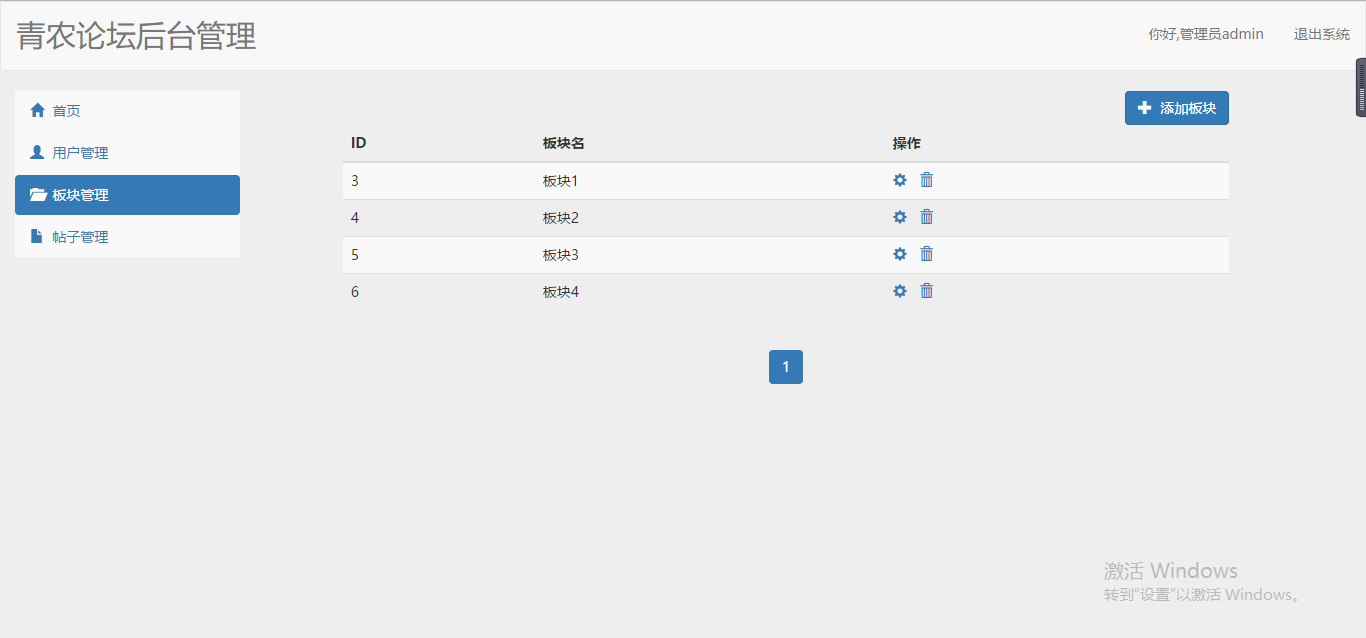 青农论坛后台管理
你好,管理员admin 退出系统
首页
用户管理
板块管理
帖子管理
添加板块
ID 板块名 操作
3 板块1
4 板块2
5 板块3
6 板块4
1
激活 Windows
转到“设置”以激活 Windows。